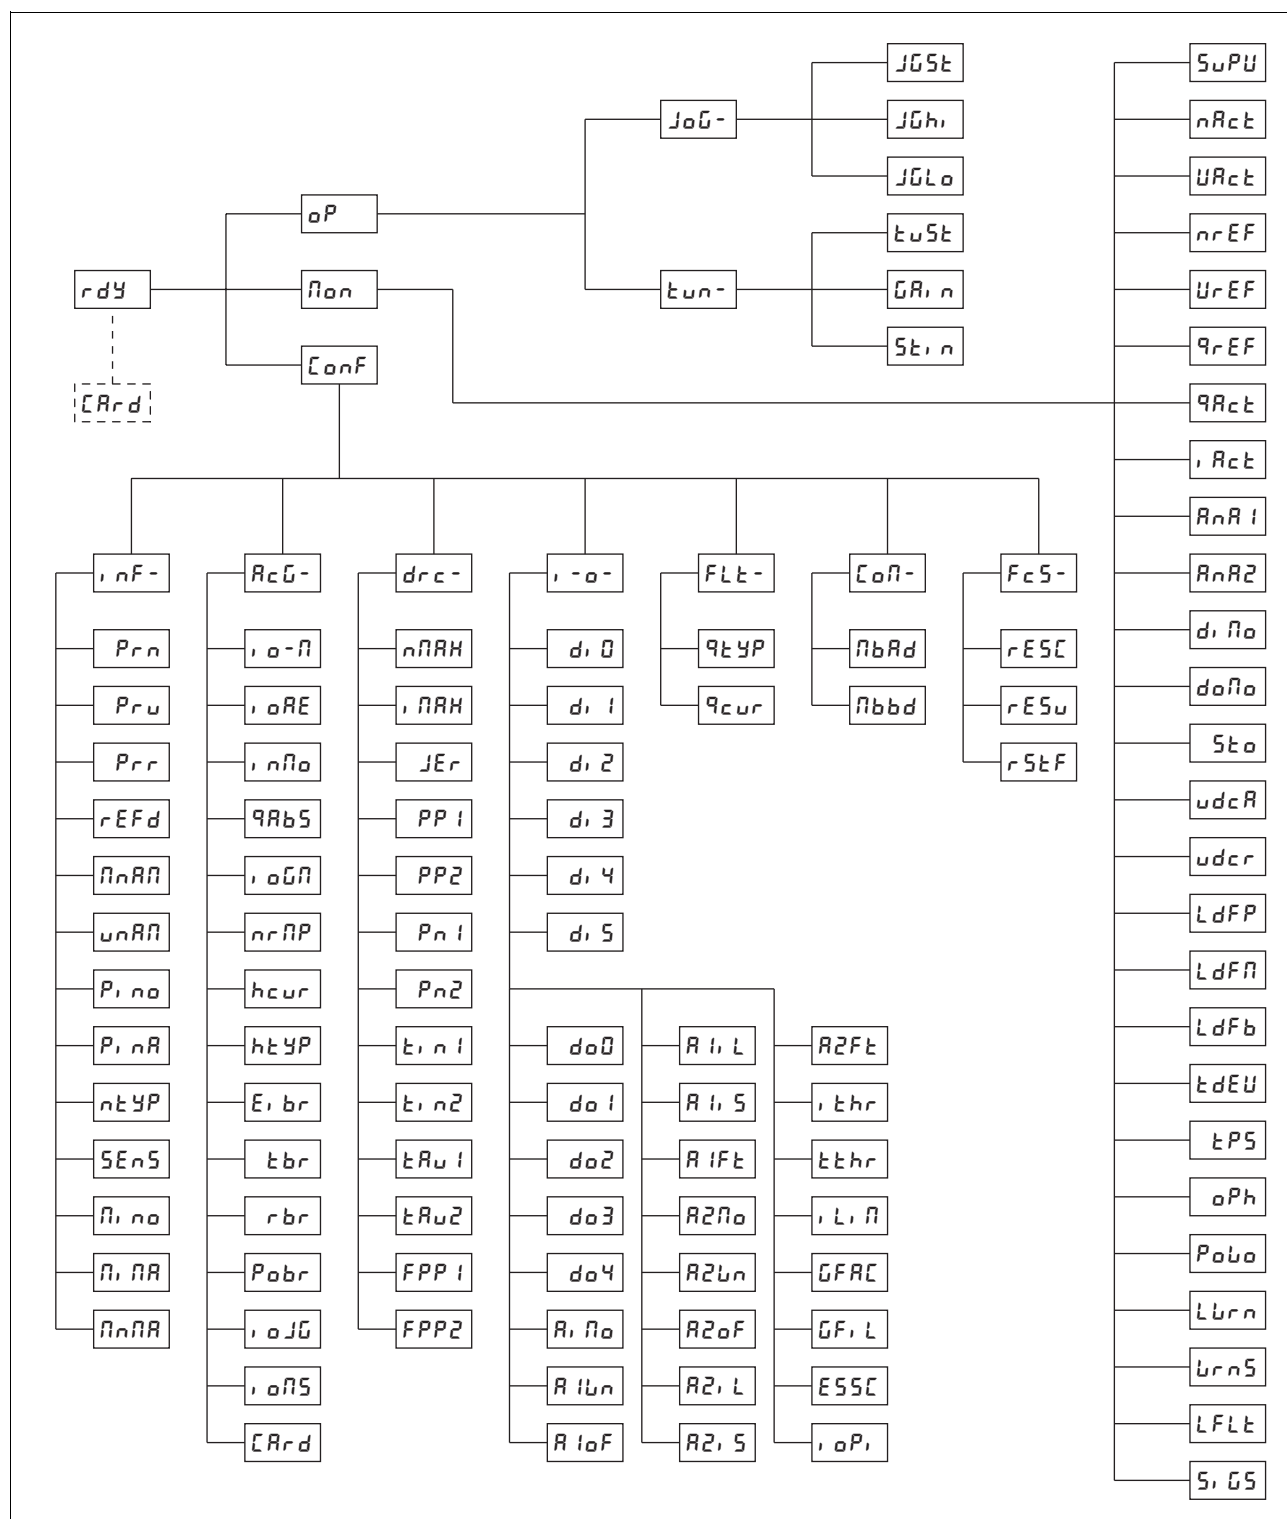 rdy
CArd
oP
Mon
ConF
JoG-
JGSt
JGhi
JGLo
tun-
tuSt
GAin
Stin
SuPV
nAct
VAct
nrEF
VrEF
qrEF
qAct
iAct
AnA1
AnA2
diMo
doMo
Sto
udcA
udcr
LdFP
LdFM
LdFb
tdEV
tPS
oPh
PoWo
LWrn
WrnS
LFLt
SiGS
inF-
Prn
Pru
Prr
rEFd
MnAM
unAM
Pino
PinA
ntYP
SEnS
Mino
MiMA
MnMA
AcG-
io-M
ioAE
inMo
qAbS
ioGM
nrMP
hcur
htYP
Eibr
tbr
rbr
Pobr
ioJG
ioMS
CArd
drc-
nMAX
iMAX
JEr
PP1
PP2
Pn1
Pn2
tin1
tin2
tAu1
tAu2
FPP1
FPP2
i-o-
di0
di1
di2
di3
di4
di5
do0
do1
do2
do3
do4
AiMo
A1Wn
A1oF
A1iL
A1iS
A1Ft
A2Mo
A2Wn
A2oF
A2iL
A2iS
A2Ft
ithr
tthr
iLiM
GFAC
GFiL
ESSC
ioPi
FLt-
qtYP
qcur
CoM-
MbAd
Mbbd
FcS-
rESC
rESu
rStF